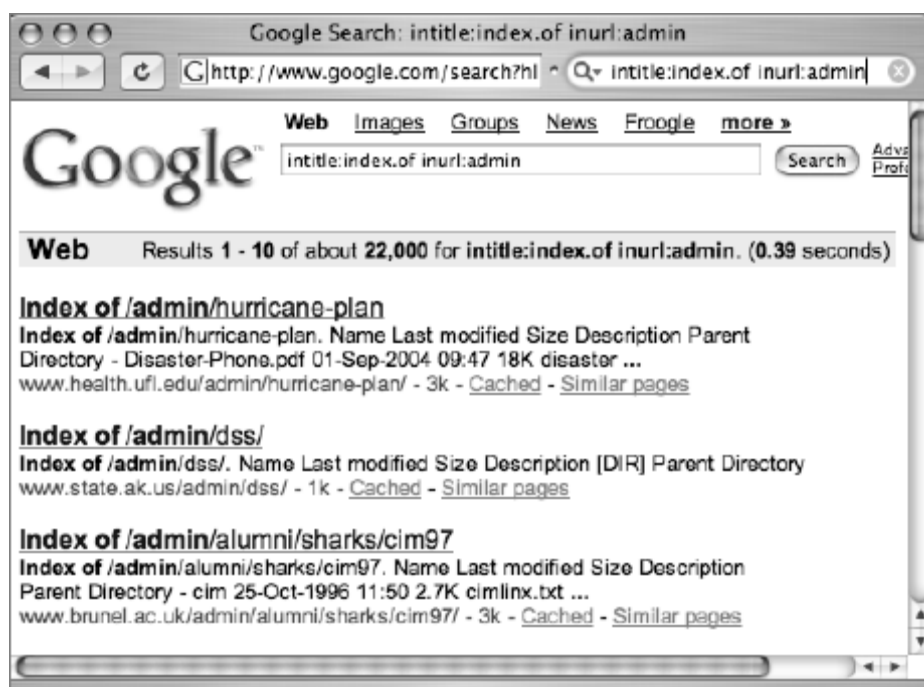 Google Search: intitle:index.of inurl:admin
http://www.google.com/search?hl
intitle:index.of inurl:admin
Web Images Groups News Froogle more »
Google™
intitle:index.of inurl:admin
Search
Web Results 1 - 10 of about 22,000 for intitle:index.of inurl:admin. (0.39 seconds)
Index of /admin/hurricane-plan
Index of /admin/hurricane-plan. Name Last modified Size Description Parent
Directory - Disaster-Phone.pdf 01-Sep-2004 09:47 18K disaster ...
www.health.ufl.edu/admin/hurricane-plan/ - 3k - Cached - Similar pages
Index of /admin/dss/
Index of /admin/dss/. Name Last modified Size Description [DIR] Parent Directory
www.state.ak.us/admin/dss/ - 1k - Cached - Similar pages
Index of /admin/alumni/sharks/cim97
Index of /admin/alumni/sharks/cim97. Name Last modified Size Description
Parent Directory - cim 25-Oct-1996 11:50 2.7K cimlinx.txt ...
www.brunel.ac.uk/admin/alumni/sharks/cim97/ - 3k - Cached - Similar pages